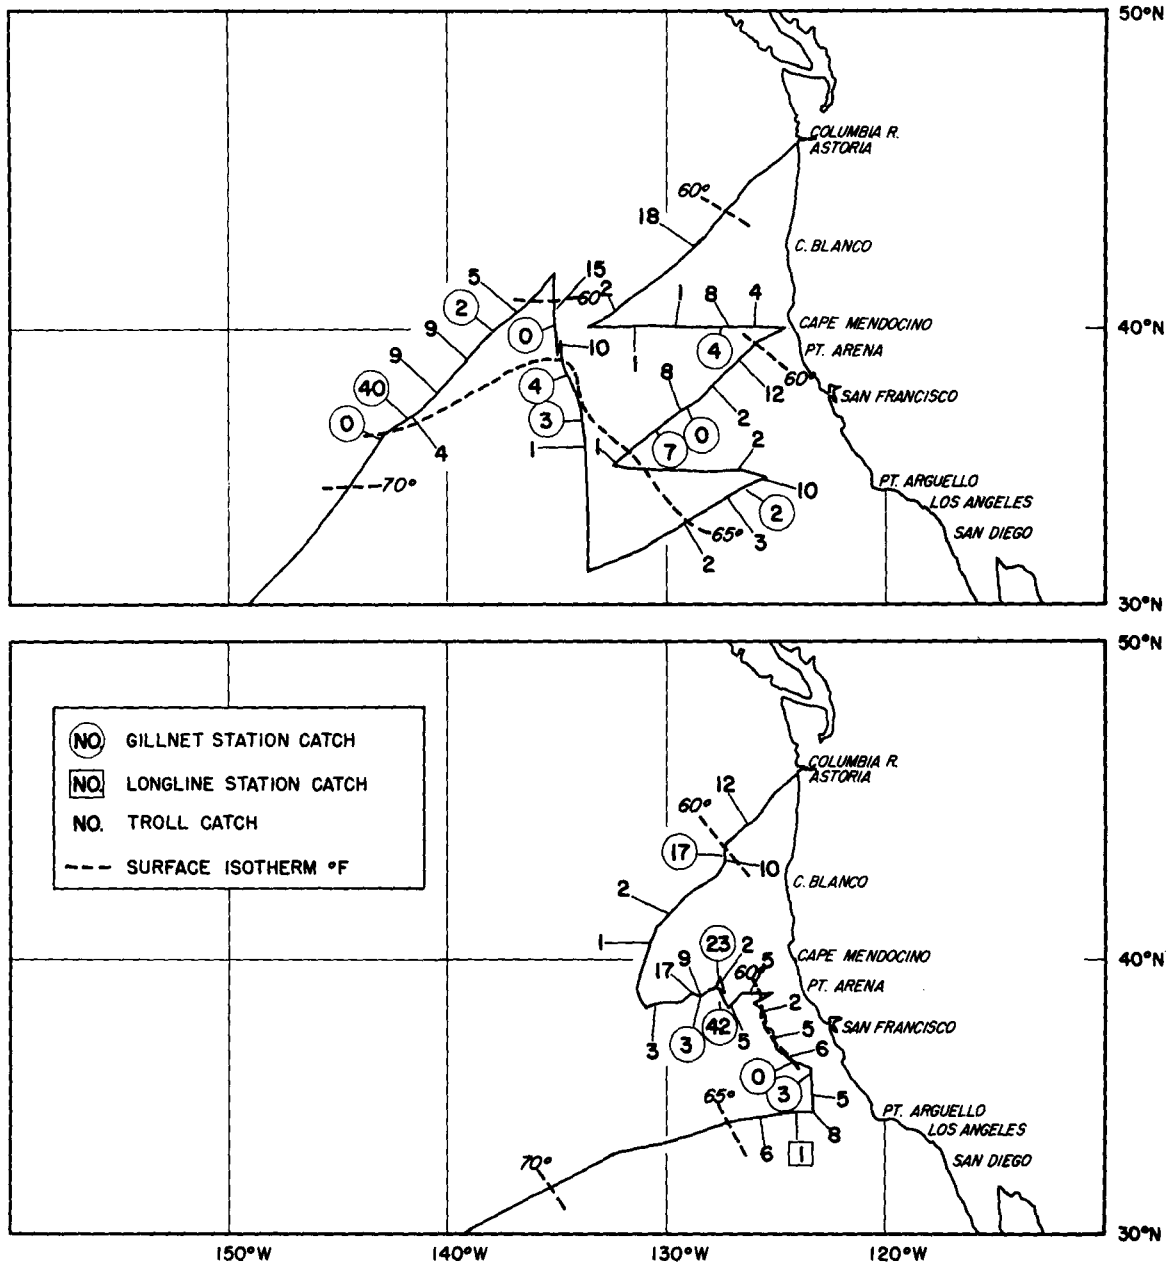 50°N
COLUMBIA R.
ASTORIA
60°
18
C. BLANCO
5
15
60°
2
1
8
4
2
0
40°N
CAPE MENDOCINO
9
10
4
PT. ARENA
9
4
8
12
60°
40
SAN FRANCISCO
0
3
2
0
4
1
1
7
2
70°
10
PT. ARGUELLO
2
LOS ANGELES
65°
3
SAN DIEGO
2
30°N
50°N
NO. GILLNET STATION CATCH
NO. LONGLINE STATION CATCH
NO. TROLL CATCH
SURFACE ISOTHERM °F
COLUMBIA R.
ASTORIA
12
60°
17
10
2
C. BLANCO
1
23
2
40°N
CAPE MENDOCINO
17
9
60°
5
PT. ARENA
2
3
3
42
5
5
SAN FRANCISCO
6
0
3
65°
5
PT. ARGUELLO
8
LOS ANGELES
6
1
SAN DIEGO
70°
30°N
150°W
140°W
130°W
120°W